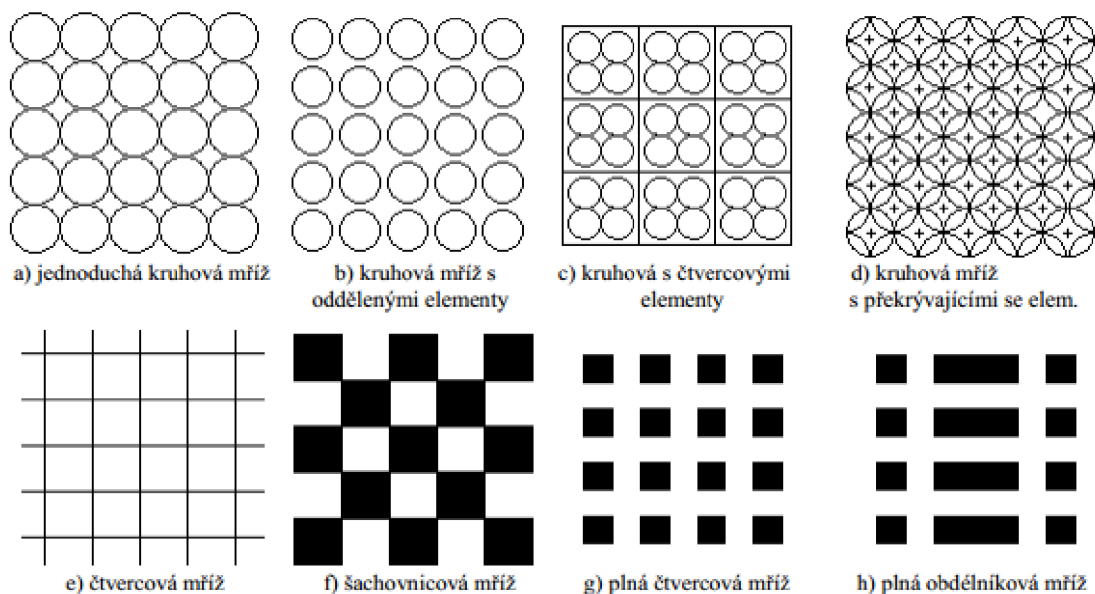 a) jednoduchá kruhová mříž
b) kruhová mříž s
oddělenými elementy
c) kruhová s čtvercovými
elementy
d) kruhová mříž
s překrývajícími se elem.
e) čtvercová mříž
f) šachovnicová mříž
g) plná čtvercová mříž
h) plná obdélníková mříž